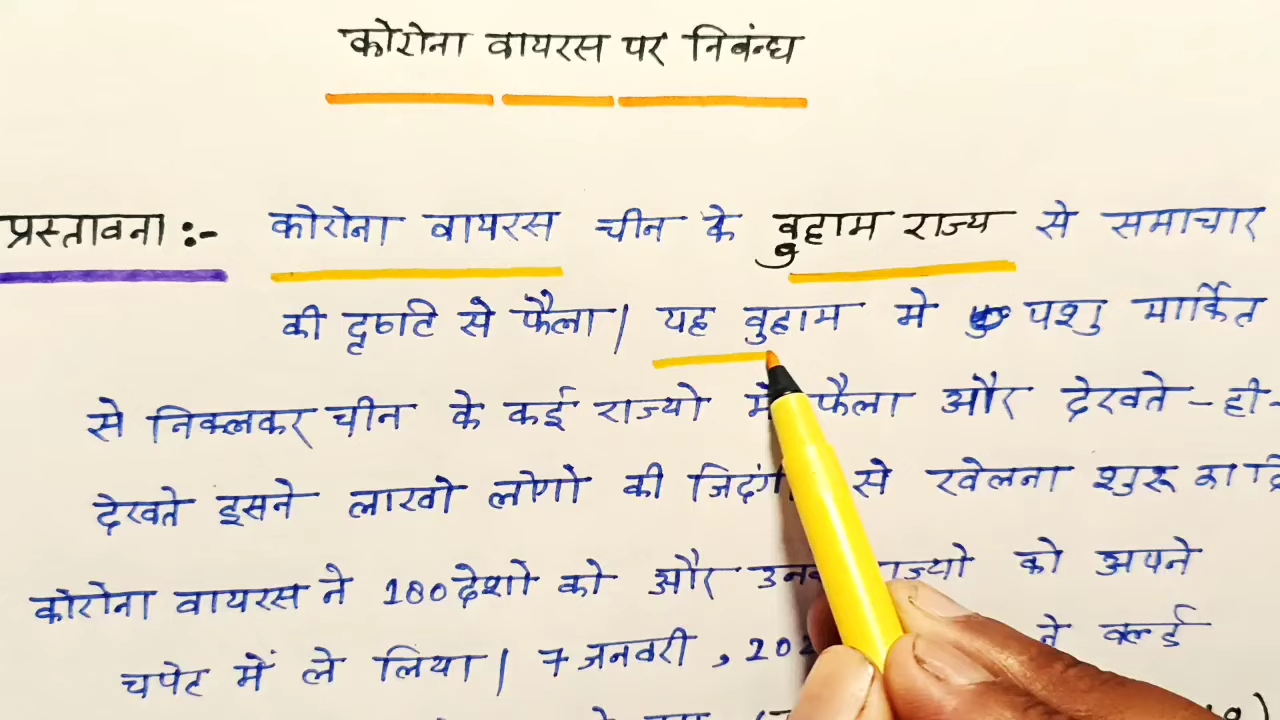 कोरोना वायरस पर निबंन्ध
प्रस्तावना :- कोरोना वायरस चीन के वुहाम राज्य से समाचार
की दृष्टि से फैला। यह वुहाम मे पशु मार्कित
से निकलकर चीन के कई राज्यो मे फैला और देखते - ही -
देखते इसने लाखो लोगो की जिदंगी से खेलना शुरू का
कोरोना वायरस ने 180 देशो को और राज्यो को अपने
चपेट में ले लिया। 7 जनवरी , ने वर्ल्ड